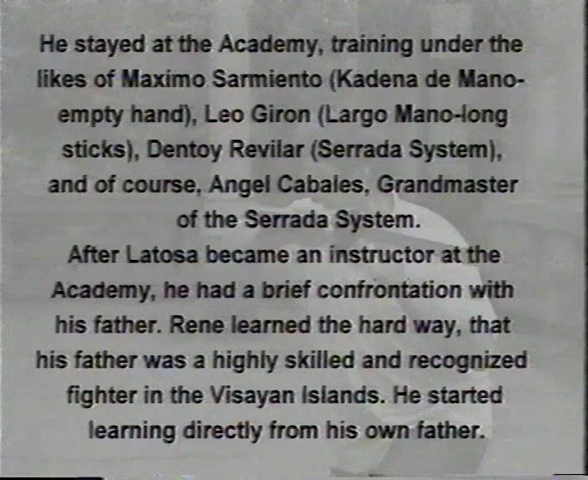 He stayed at the Academy, training under the
likes of Maximo Sarmiento (Kadena de Mano-
empty hand), Leo Giron (Largo Mano-long
sticks), Dentoy Revilar (Serrada System),
and of course, Angel Cabales, Grandmaster
of the Serrada System.
After Latosa became an instructor at the
Academy, he had a brief confrontation with
his father. Rene learned the hard way, that
his father was a highly skilled and recognized
fighter in the Visayan Islands. He started
learning directly from his own father.